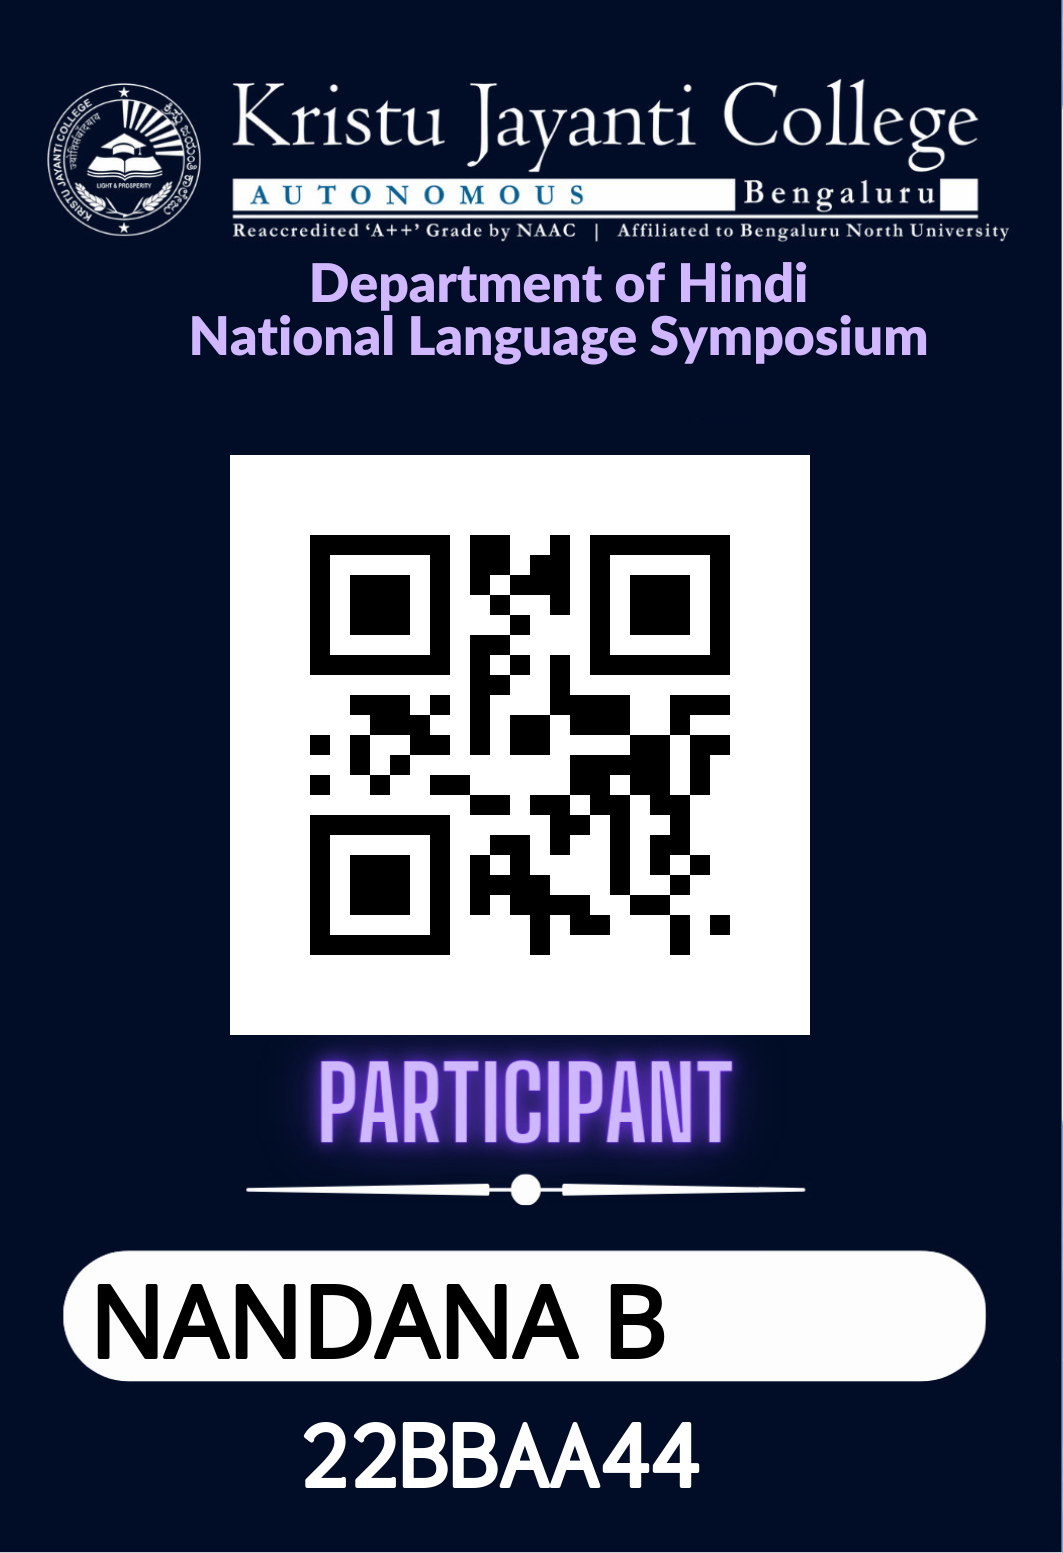 KRISTU JAYANTI COLLEGE
LIGHT & PROSPERITY
Kristu Jayanti College
AUTONOMOUS Bengaluru
Reaccredited ‘A++’ Grade by NAAC | Affiliated to Bengaluru North University
Department of Hindi
National Language Symposium
PARTICIPANT
NANDANA B
22BBAA44